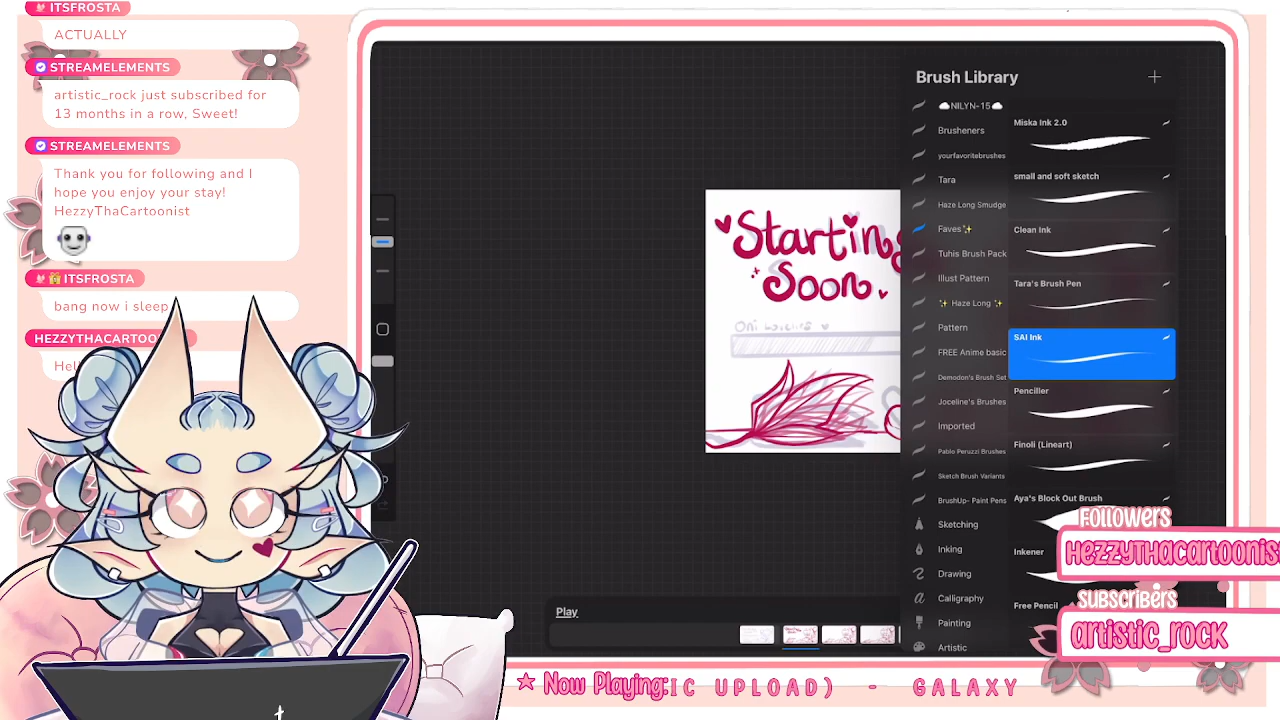 ITSFROSTA
ACTUALLY
STREAMELEMENTS
artistic_rock just subscribed for
13 months in a row, Sweet!
STREAMELEMENTS
Thank you for following and I
hope you enjoy your stay!
HezzyThaCartoonist
ITSFROSTA
bang now i sleep
HEZZYTHACARTOO
Hel
Starting
Soon
Oni Loading
Play
Brush Library
☁NILYN-15☁
Brusheners
yourfavoritebrushes
Tara
Haze Long Smudge
Faves✨
Tuhis Brush Pack
Illust Pattern
✨ Haze Long ✨
Pattern
FREE Anime basic
Demodon's Brush Set
Joceline's Brushes
Imported
Pablo Peruzzi Brushes
Sketch Brush Variants
BrushUp- Paint Pens
Sketching
Inking
Drawing
Calligraphy
Painting
Artistic
Miska Ink 2.0
small and soft sketch
Clean Ink
Tara's Brush Pen
SAI Ink
Penciller
Finoli (Lineart)
Aya's Block Out Brush
Inkener
Free Pencil
Followers
HezzyThaCartoonist
Subscribers
artistic_rock
★ Now Playing: IC UPLOAD) - GALAXY